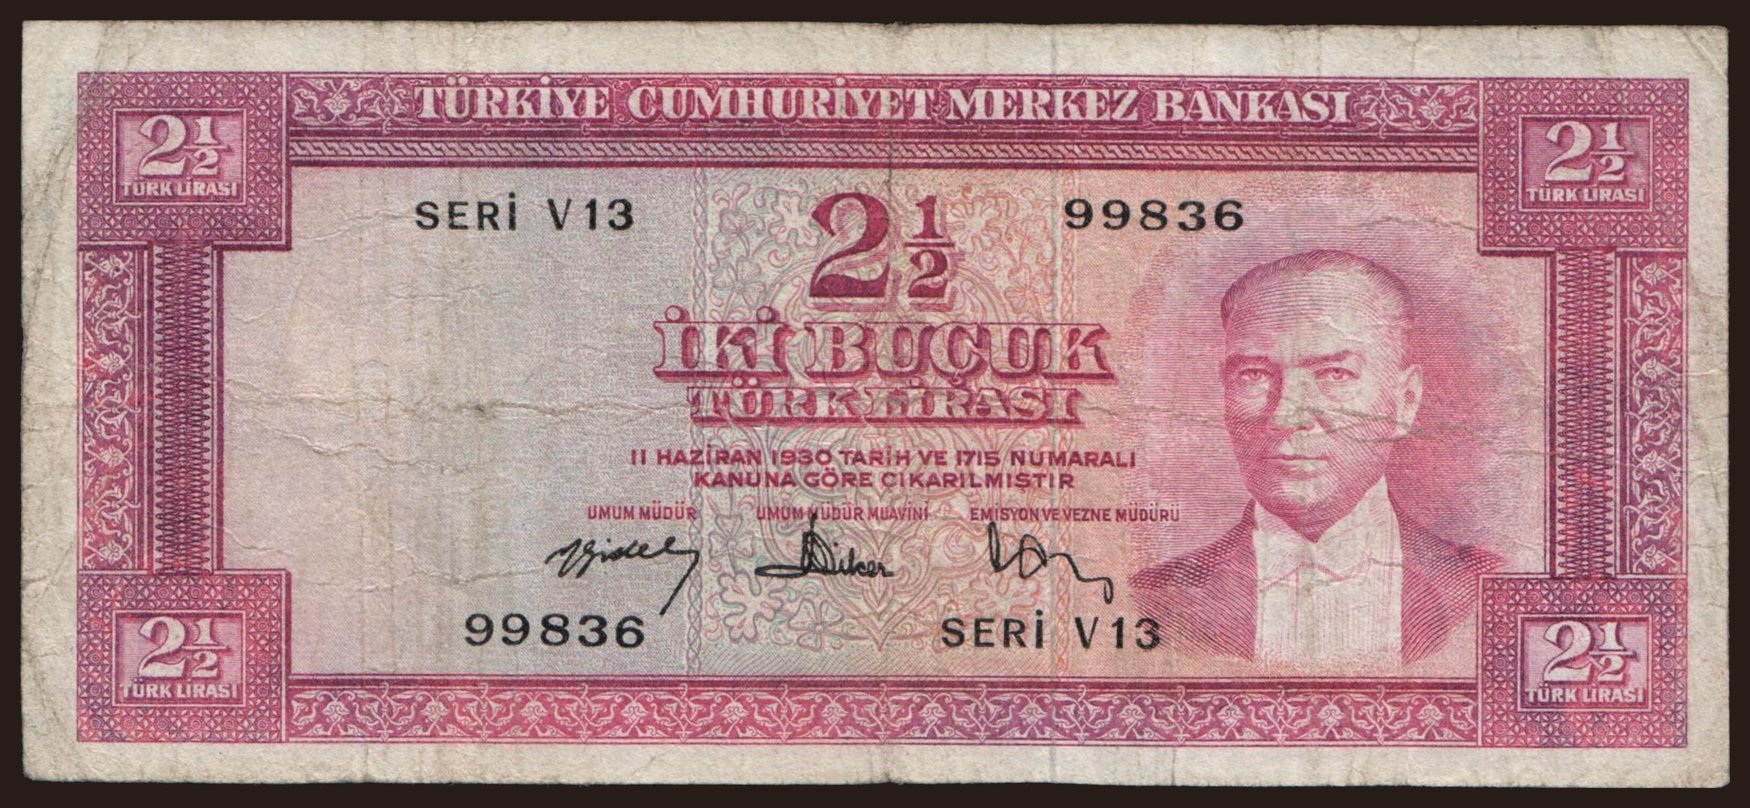 TÜRKİYE CUMHURİYET MERKEZ BANKASI
2½
TÜRK LİRASI
2½
TÜRK LİRASI
SERİ V13
2½
99836
İKİ BUÇUK
TÜRK LİRASI
11 HAZİRAN 1930 TARİH VE 1715 NUMARALI
KANUNA GÖRE ÇIKARILMIŞTIR
UMUM MÜDÜR UMUM MÜDÜR MUAVİNİ EMİSYON VE VEZNE MÜDÜRÜ
99836
SERİ V13
2½
TÜRK LİRASI
2½
TÜRK LİRASI